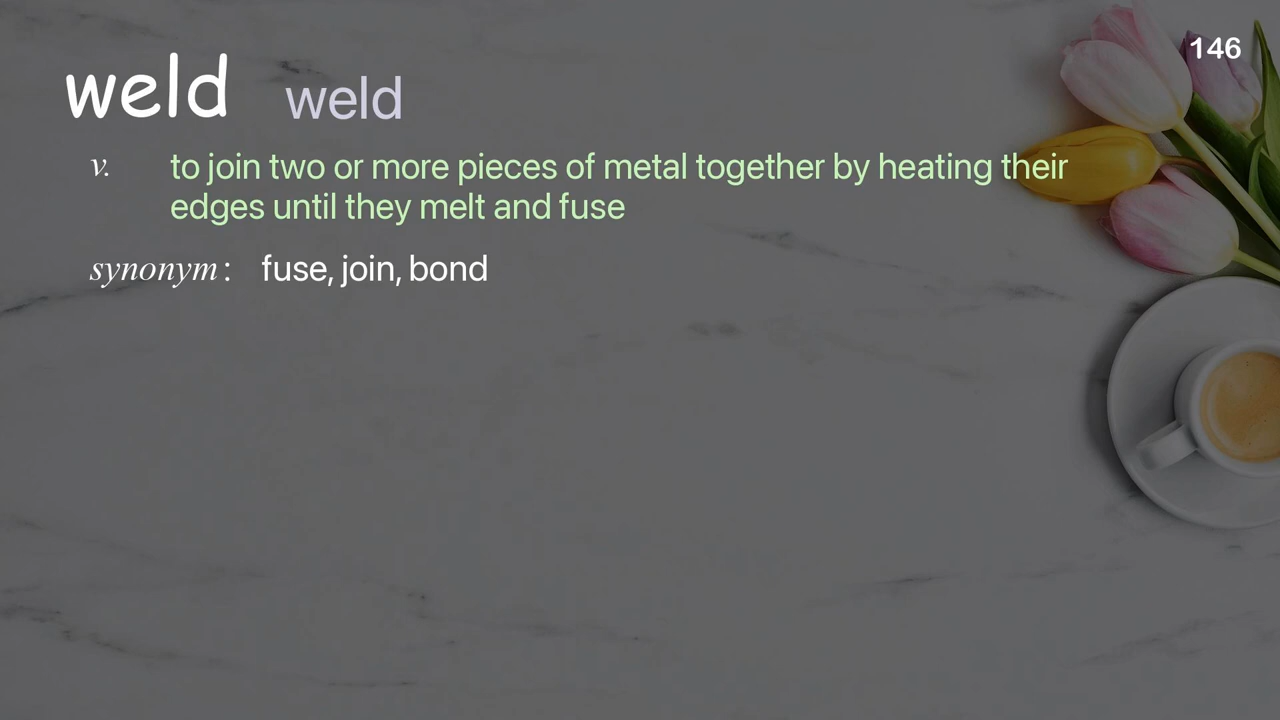 146
weld weld
v. to join two or more pieces of metal together by heating their
edges until they melt and fuse
synonym : fuse, join, bond